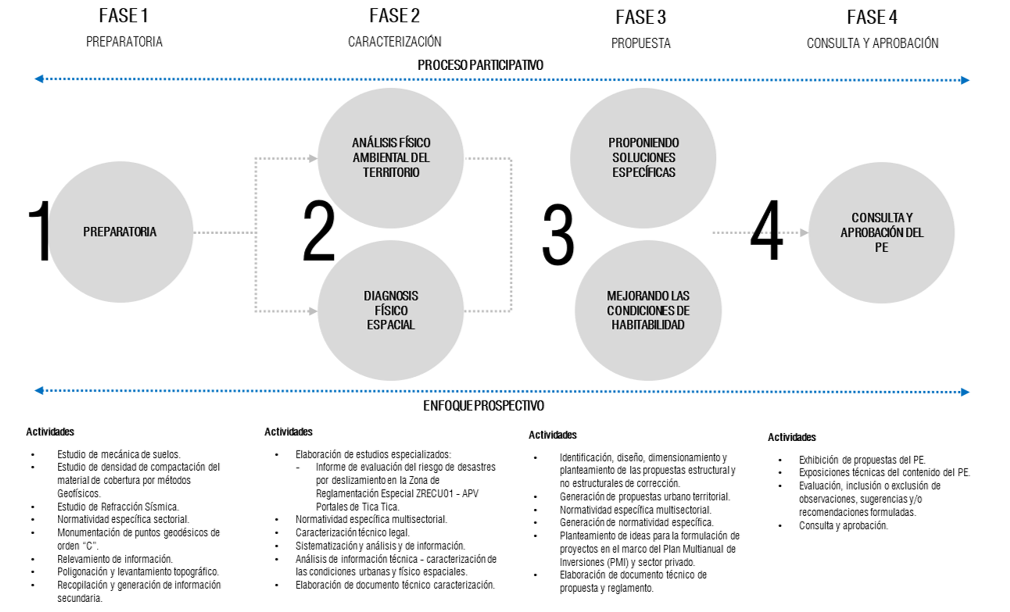 FASE 1
PREPARATORIA
FASE 2
CARACTERIZACIÓN
FASE 3
PROPUESTA
FASE 4
CONSULTA Y APROBACIÓN
PROCESO PARTICIPATIVO
1
PREPARATORIA
2
ANÁLISIS FÍSICO
AMBIENTAL DEL
TERRITORIO
DIAGNOSIS
FÍSICO
ESPACIAL
3
PROPONIENDO
SOLUCIONES
ESPECÍFICAS
MEJORANDO LAS
CONDICIONES DE
HABITABILIDAD
4
CONSULTA Y
APROBACIÓN DEL
PE
ENFOQUE PROSPECTIVO
Actividades
• Estudio de mecánica de suelos.
• Estudio de densidad de compactación del
material de cobertura por métodos
Geofísicos.
• Estudio de Refracción Sísmica.
• Normatividad específica sectorial.
• Monumentación de puntos geodésicos de
orden "C".
• Relevamiento de información.
• Poligonación y levantamiento topográfico.
• Recopilación y generación de información
secundaria.
Actividades
• Elaboración de estudios especializados:
- Informe de evaluación del riesgo de desastres
por deslizamiento en la Zona de
Reglamentación Especial ZRECU01 - APV
Portales de Tica Tica.
• Normatividad específica multisectorial.
• Caracterización técnico legal.
• Sistematización y análisis y de información.
• Análisis de información técnica - caracterización de
las condiciones urbanas y físico espaciales.
• Elaboración de documento técnico caracterización.
Actividades
• Identificación, diseño, dimensionamiento y
planteamiento de las propuestas estructural y
no estructurales de corrección.
• Generación de propuestas urbano territorial.
• Normatividad específica multisectorial.
• Generación de normatividad específica.
• Planteamiento de ideas para la formulación de
proyectos en el marco del Plan Multianual de
Inversiones (PMI) y sector privado.
• Elaboración de documento técnico de
propuesta y reglamento.
Actividades
• Exhibición de propuestas del PE.
• Exposiciones técnicas del contenido del PE.
• Evaluación, inclusión o exclusión de
observaciones, sugerencias y/o
recomendaciones formuladas.
• Consulta y aprobación.